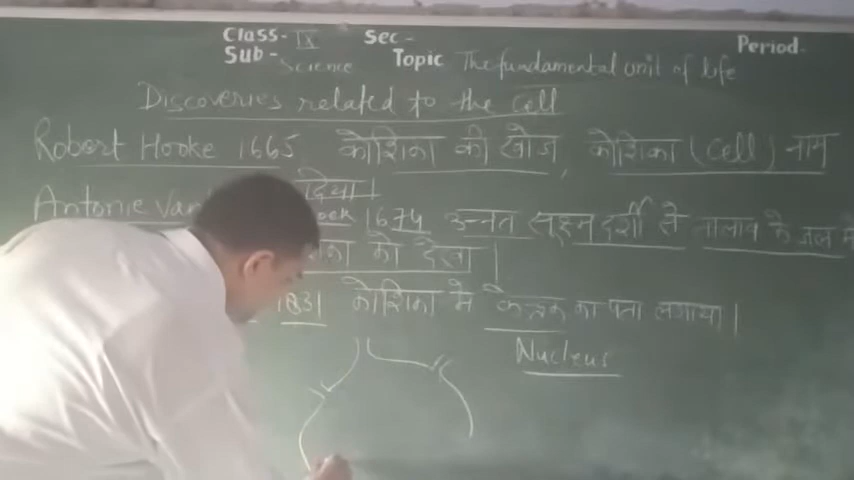 Class- IX Sec- Period-
Sub- Science Topic The fundamental unit of life
Discoveries related to the cell
Robert Hooke 1665 कोशिका की खोज, कोशिका (Cell) नाम
दिया।
Antonie Van 1674 उन्नत सूक्ष्मदर्शी से तालाब के जल में
को देखा।
1831 कोशिका में केन्द्रक का पता लगाया।
Nucleus